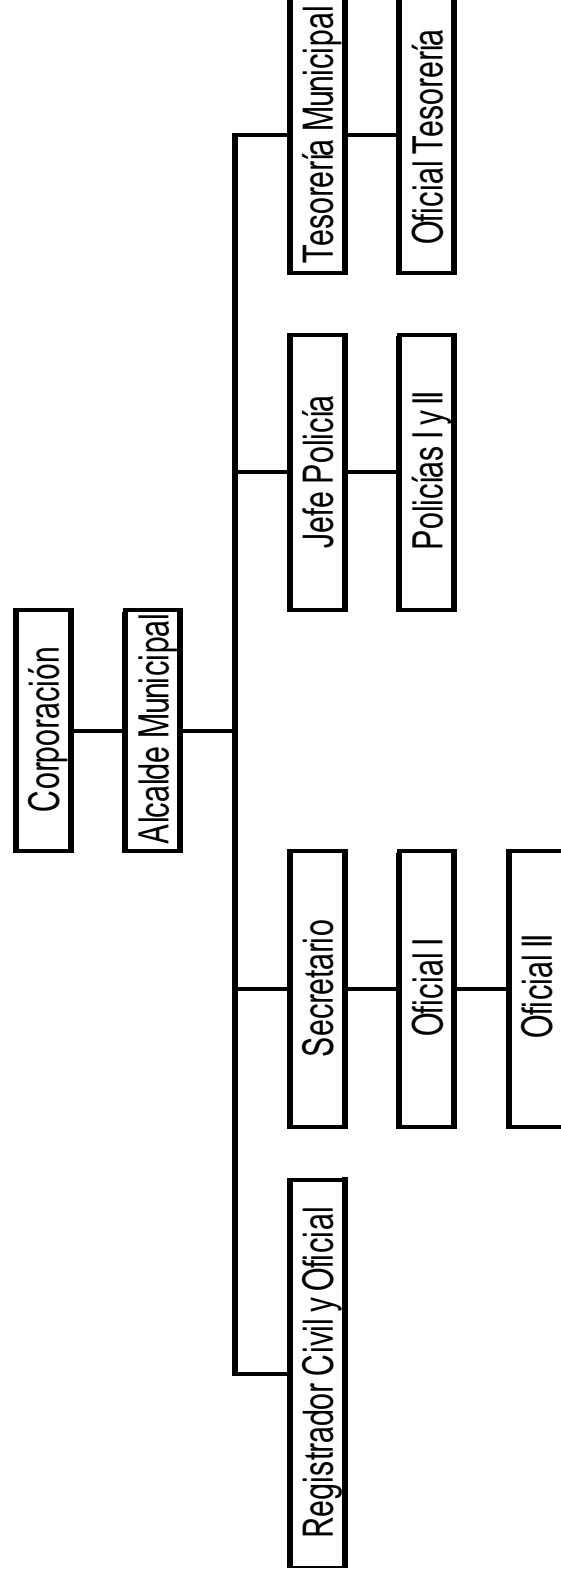 Corporación
Alcalde Municipal
Registrador Civil y Oficial
Secretario
Jefe Policía
Tesorería Municipal
Oficial I
Policías I y II
Oficial Tesorería
Oficial II